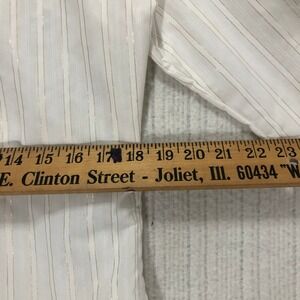 14 15 16 17 18 19 20 21 22 23
E. Clinton Street - Joliet, Ill. 60434 "W